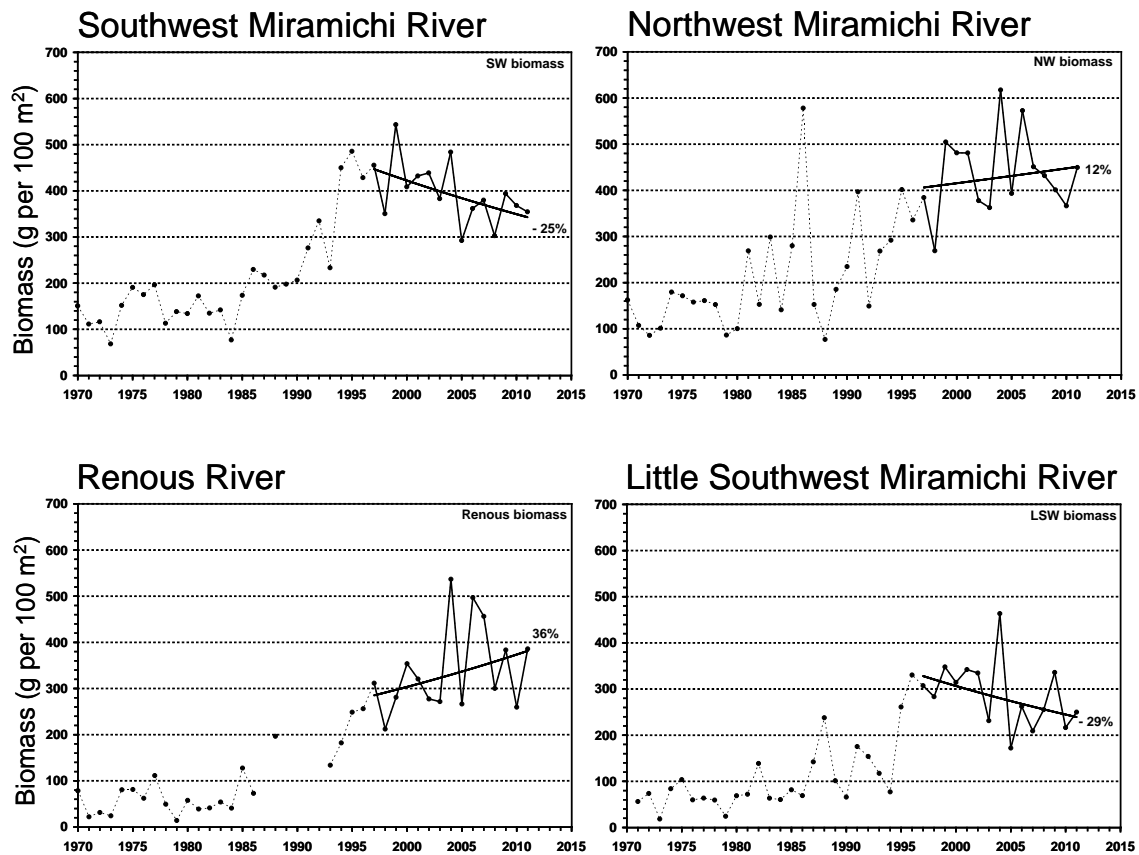 Southwest Miramichi River
Northwest Miramichi River
Biomass (g per 100 m²)
700
600
500
400
300
200
100
0
SW biomass
- 25%
1970 1975 1980 1985 1990 1995 2000 2005 2010 2015
700
600
500
400
300
200
100
0
NW biomass
12%
1970 1975 1980 1985 1990 1995 2000 2005 2010 2015
Renous River
Little Southwest Miramichi River
Biomass (g per 100 m²)
700
600
500
400
300
200
100
0
Renous biomass
36%
1970 1975 1980 1985 1990 1995 2000 2005 2010 2015
700
600
500
400
300
200
100
0
LSW biomass
- 29%
1970 1975 1980 1985 1990 1995 2000 2005 2010 2015